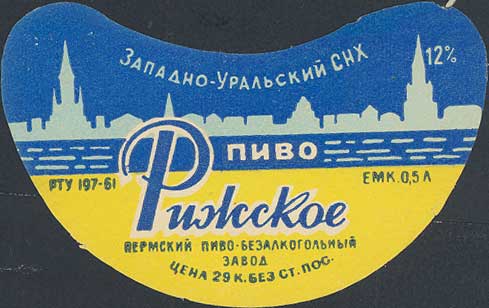 Западно-Уральский СНХ
12%
ПИВО
Рижское
РТУ 197-61
ЕМК. 0,5 Л
ПЕРМСКИЙ ПИВО-БЕЗАЛКОГОЛЬНЫЙ
ЗАВОД
ЦЕНА 29 К. БЕЗ СТ. ПОС.